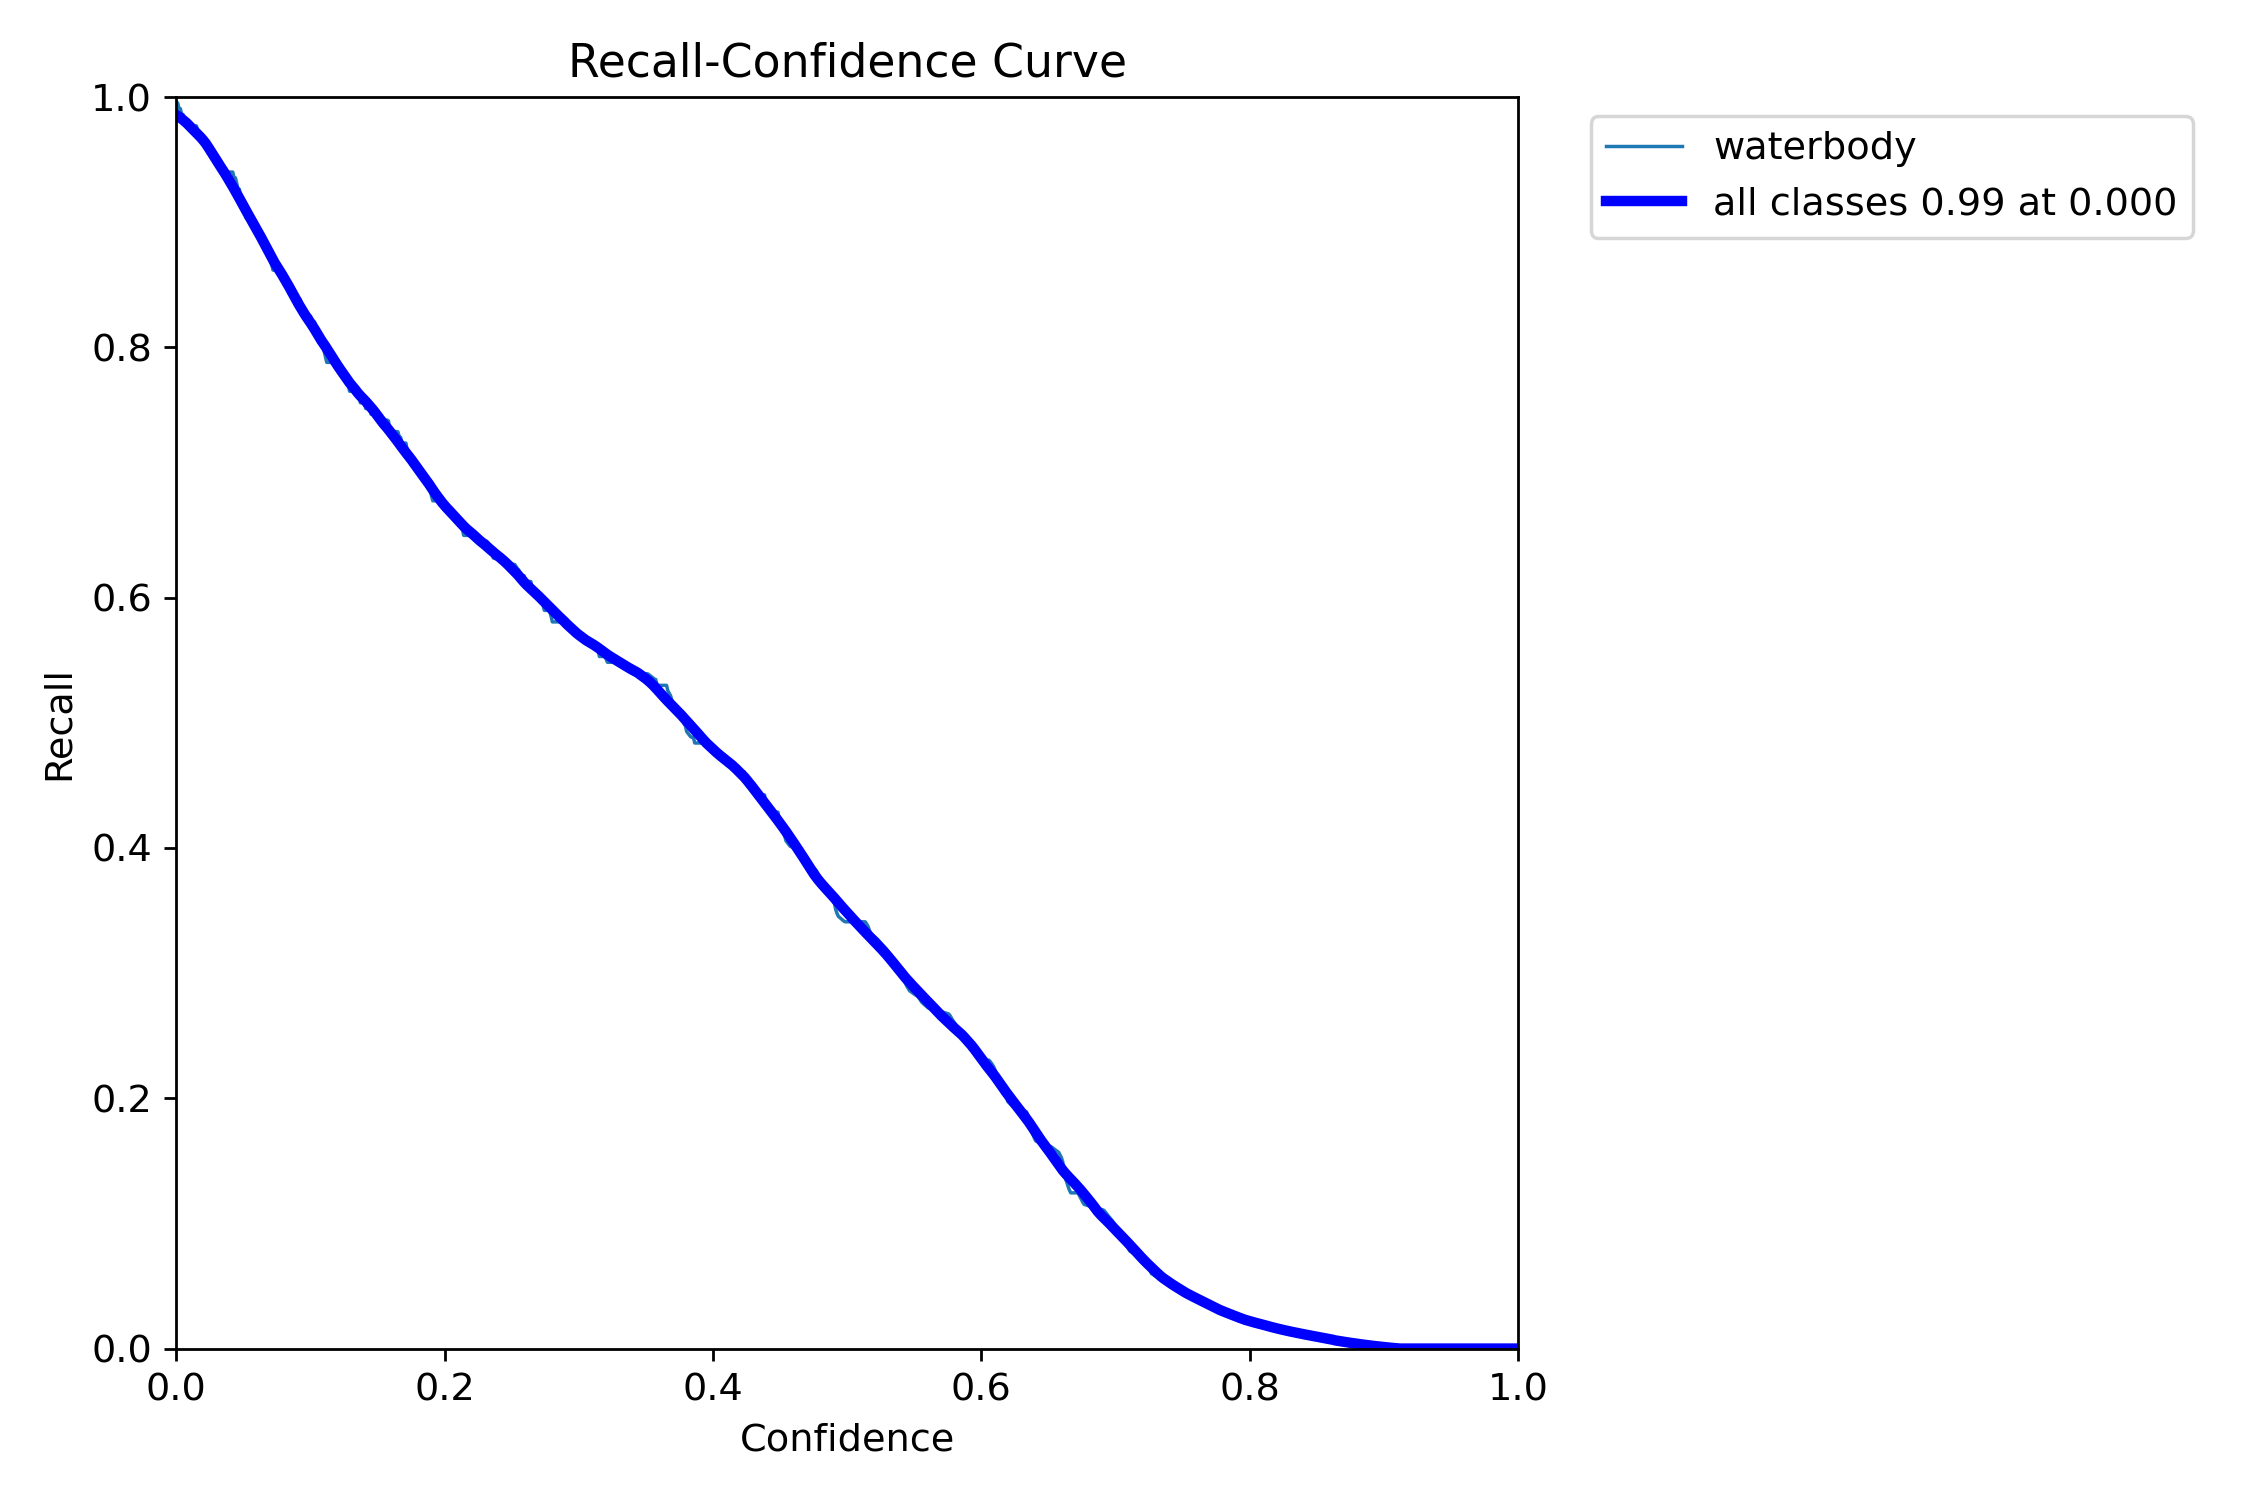 Recall-Confidence Curve
1.0
0.8
0.6
0.4
0.2
0.0
Recall
0.0 0.2 0.4 0.6 0.8 1.0
Confidence
waterbody
all classes 0.99 at 0.000